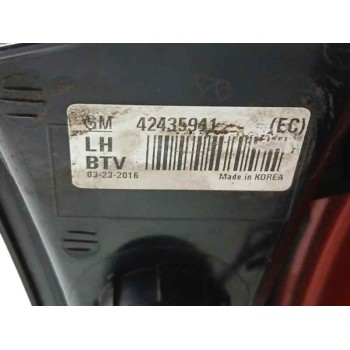 GM 42435941 (EC)
LH
BTV
03-23-2016 Made in KOREA